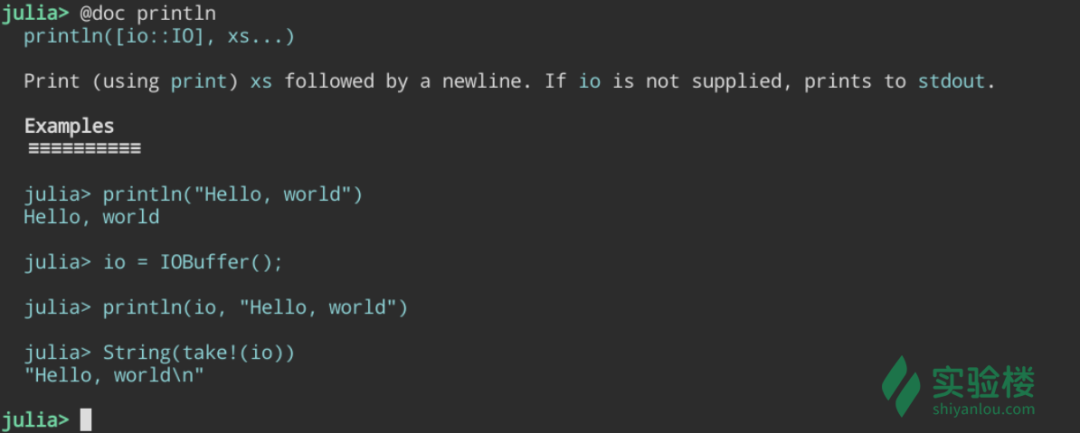 julia> @doc println
println([io::IO], xs...)
Print (using print) xs followed by a newline. If io is not supplied, prints to stdout.
Examples
≡≡≡≡≡≡≡≡≡≡
julia> println("Hello, world")
Hello, world
julia> io = IOBuffer();
julia> println(io, "Hello, world")
julia> String(take!(io))
"Hello, world\n"
julia>
实验楼
shiyanlou.com